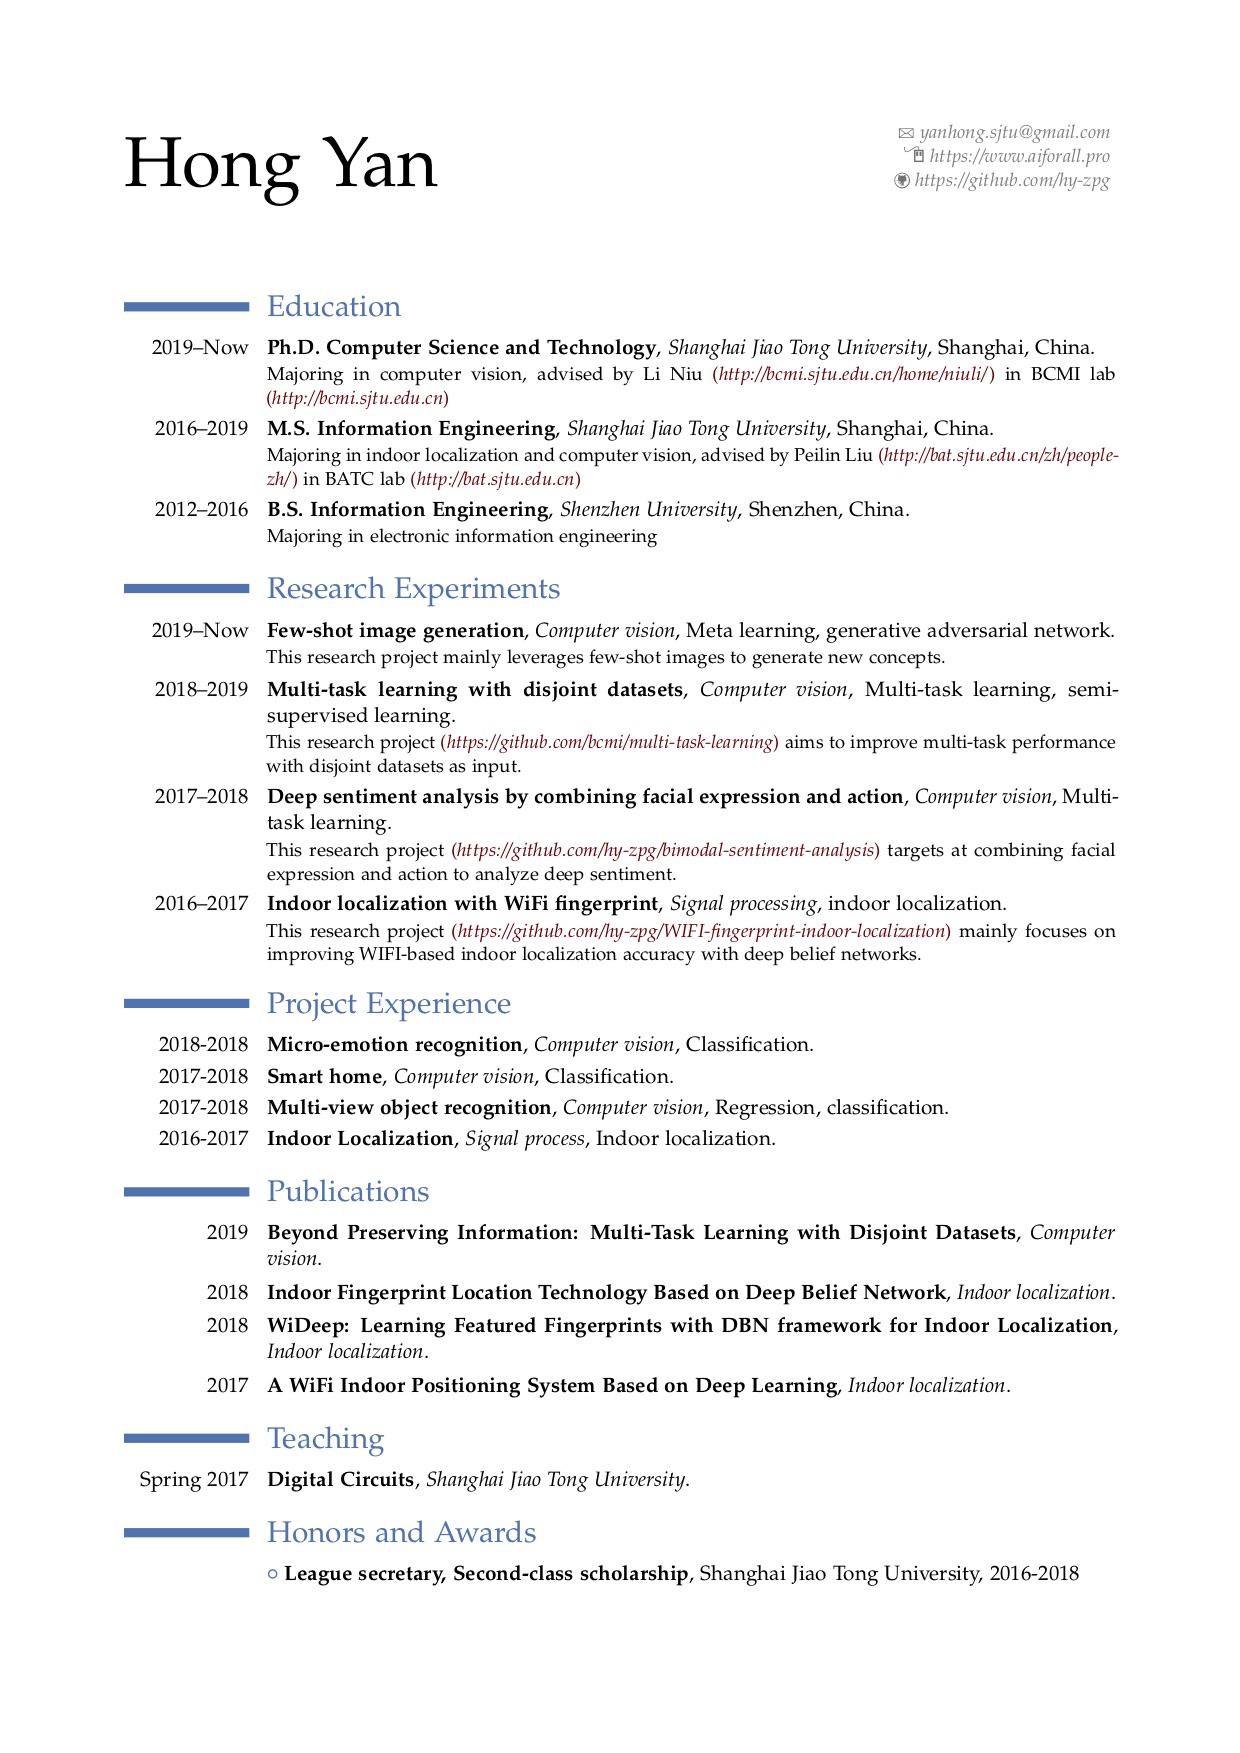 Hong Yan
yanhong.sjtu@gmail.com
https://www.aiforall.pro
https://github.com/hy-zpg
Education
2019–Now Ph.D. Computer Science and Technology, Shanghai Jiao Tong University, Shanghai, China.
Majoring in computer vision, advised by Li Niu (http://bcmi.sjtu.edu.cn/home/niuli/) in BCMI lab
(http://bcmi.sjtu.edu.cn)
2016–2019 M.S. Information Engineering, Shanghai Jiao Tong University, Shanghai, China.
Majoring in indoor localization and computer vision, advised by Peilin Liu (http://bat.sjtu.edu.cn/zh/people-
zh/) in BATC lab (http://bat.sjtu.edu.cn)
2012–2016 B.S. Information Engineering, Shenzhen University, Shenzhen, China.
Majoring in electronic information engineering
Research Experiments
2019–Now Few-shot image generation, Computer vision, Meta learning, generative adversarial network.
This research project mainly leverages few-shot images to generate new concepts.
2018–2019 Multi-task learning with disjoint datasets, Computer vision, Multi-task learning, semi-
supervised learning.
This research project (https://github.com/bcmi/multi-task-learning) aims to improve multi-task performance
with disjoint datasets as input.
2017–2018 Deep sentiment analysis by combining facial expression and action, Computer vision, Multi-
task learning.
This research project (https://github.com/hy-zpg/bimodal-sentiment-analysis) targets at combining facial
expression and action to analyze deep sentiment.
2016–2017 Indoor localization with WiFi fingerprint, Signal processing, indoor localization.
This research project (https://github.com/hy-zpg/WIFI-fingerprint-indoor-localization) mainly focuses on
improving WIFI-based indoor localization accuracy with deep belief networks.
Project Experience
2018-2018 Micro-emotion recognition, Computer vision, Classification.
2017-2018 Smart home, Computer vision, Classification.
2017-2018 Multi-view object recognition, Computer vision, Regression, classification.
2016-2017 Indoor Localization, Signal process, Indoor localization.
Publications
2019 Beyond Preserving Information: Multi-Task Learning with Disjoint Datasets, Computer
vision.
2018 Indoor Fingerprint Location Technology Based on Deep Belief Network, Indoor localization.
2018 WiDeep: Learning Featured Fingerprints with DBN framework for Indoor Localization,
Indoor localization.
2017 A WiFi Indoor Positioning System Based on Deep Learning, Indoor localization.
Teaching
Spring 2017 Digital Circuits, Shanghai Jiao Tong University.
Honors and Awards
League secretary, Second-class scholarship, Shanghai Jiao Tong University, 2016-2018